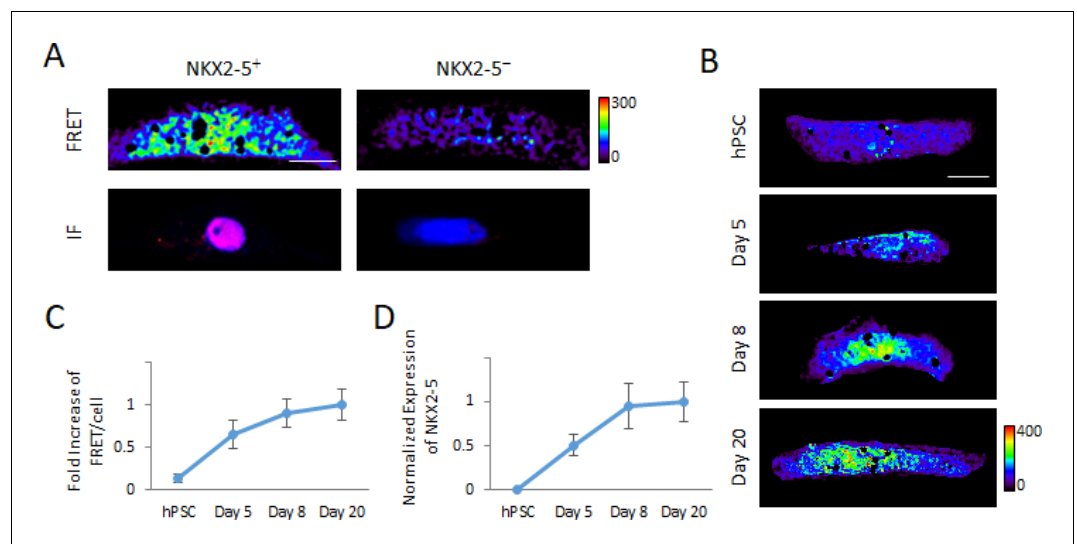 A
NKX2-5⁺
NKX2-5⁻
FRET
300
0
IF
B
hPSC
Day 5
Day 8
Day 20
400
0
C
Fold Increase of
FRET/cell
1
0.5
0
hPSC Day 5 Day 8 Day 20
D
Normalized Expression
of NKX2-5
1
0.5
0
hPSC Day 5 Day 8 Day 20